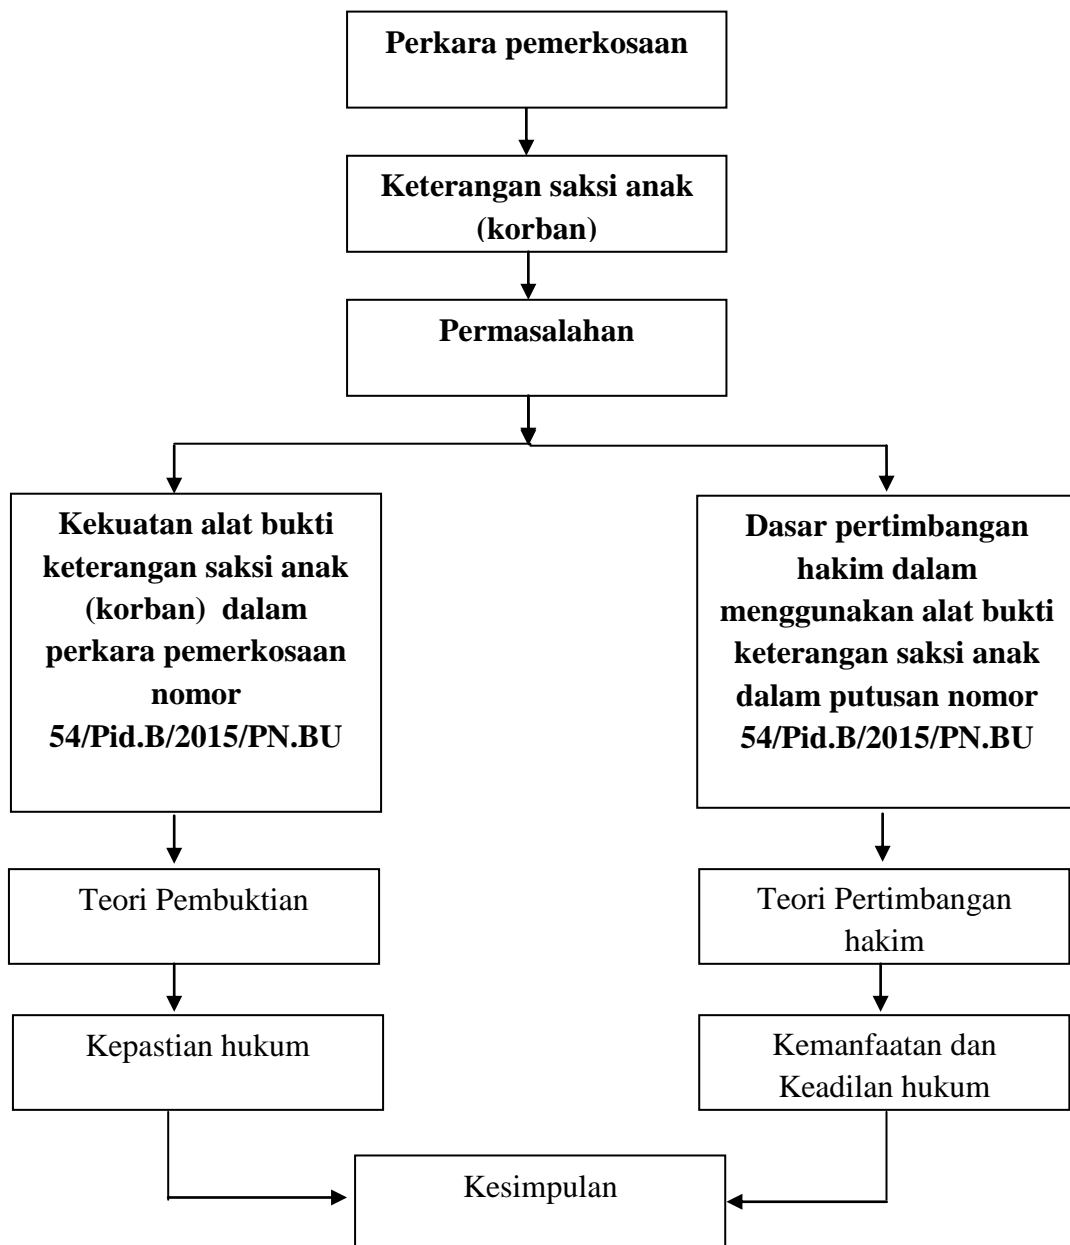 Perkara pemerkosaan
Keterangan saksi anak
(korban)
Permasalahan
Kekuatan alat bukti
keterangan saksi anak
(korban) dalam
perkara pemerkosaan
nomor
54/Pid.B/2015/PN.BU
Dasar pertimbangan
hakim dalam
menggunakan alat bukti
keterangan saksi anak
dalam putusan nomor
54/Pid.B/2015/PN.BU
Teori Pembuktian
Teori Pertimbangan
hakim
Kepastian hukum
Kemanfaatan dan
Keadilan hukum
Kesimpulan